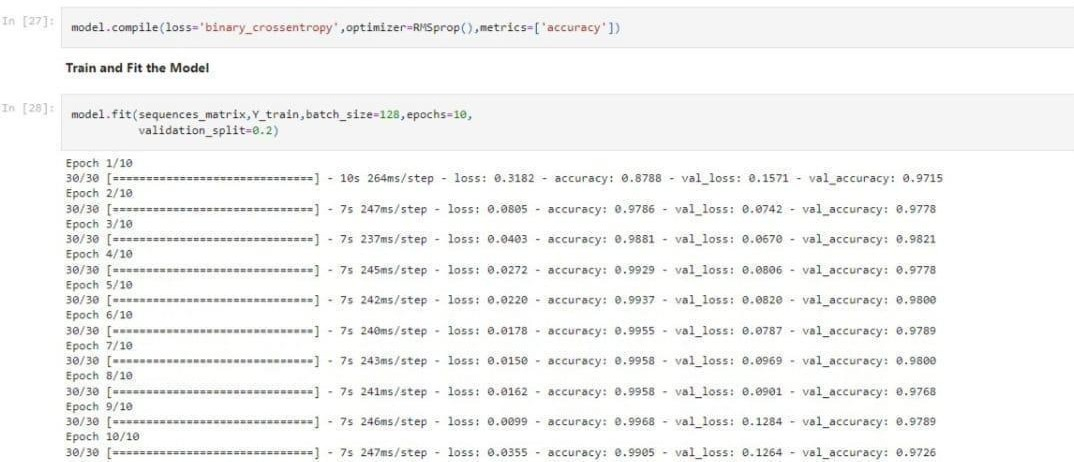 In [27]:
model.compile(loss='binary_crossentropy',optimizer=RMSprop(),metrics=['accuracy'])
Train and Fit the Model
In [28]:
model.fit(sequences_matrix,Y_train,batch_size=128,epochs=10,
validation_split=0.2)
Epoch 1/10
30/30 [==============================] - 10s 264ms/step - loss: 0.3182 - accuracy: 0.8788 - val_loss: 0.1571 - val_accuracy: 0.9715
Epoch 2/10
30/30 [==============================] - 7s 247ms/step - loss: 0.0805 - accuracy: 0.9786 - val_loss: 0.0742 - val_accuracy: 0.9778
Epoch 3/10
30/30 [==============================] - 7s 237ms/step - loss: 0.0403 - accuracy: 0.9881 - val_loss: 0.0670 - val_accuracy: 0.9821
Epoch 4/10
30/30 [==============================] - 7s 245ms/step - loss: 0.0272 - accuracy: 0.9929 - val_loss: 0.0806 - val_accuracy: 0.9778
Epoch 5/10
30/30 [==============================] - 7s 242ms/step - loss: 0.0220 - accuracy: 0.9937 - val_loss: 0.0820 - val_accuracy: 0.9800
Epoch 6/10
30/30 [==============================] - 7s 240ms/step - loss: 0.0178 - accuracy: 0.9955 - val_loss: 0.0787 - val_accuracy: 0.9789
Epoch 7/10
30/30 [==============================] - 7s 243ms/step - loss: 0.0150 - accuracy: 0.9958 - val_loss: 0.0969 - val_accuracy: 0.9800
Epoch 8/10
30/30 [==============================] - 7s 241ms/step - loss: 0.0162 - accuracy: 0.9958 - val_loss: 0.0901 - val_accuracy: 0.9768
Epoch 9/10
30/30 [==============================] - 7s 246ms/step - loss: 0.0099 - accuracy: 0.9968 - val_loss: 0.1284 - val_accuracy: 0.9789
Epoch 10/10
30/30 [==============================] - 7s 247ms/step - loss: 0.0355 - accuracy: 0.9905 - val_loss: 0.1264 - val_accuracy: 0.9726